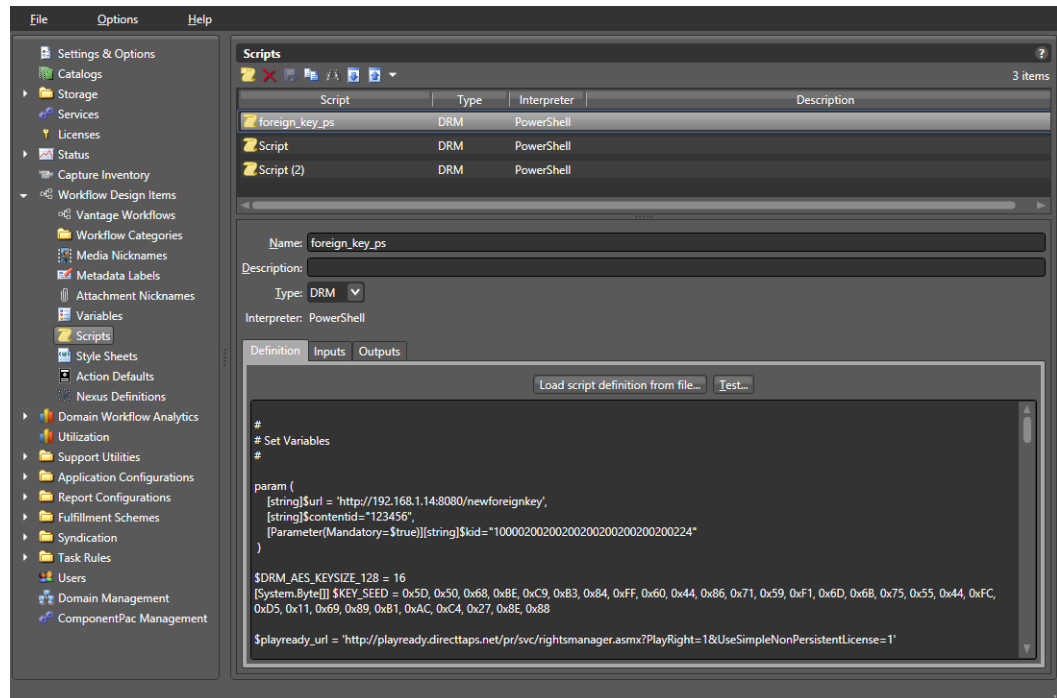 File Options Help
Settings & Options
Catalogs
Storage
Services
Licenses
Status
Capture Inventory
Workflow Design Items
Vantage Workflows
Workflow Categories
Media Nicknames
Metadata Labels
Attachment Nicknames
Variables
Scripts
Style Sheets
Action Defaults
Nexus Definitions
Domain Workflow Analytics
Utilization
Support Utilities
Application Configurations
Report Configurations
Fulfillment Schemes
Syndication
Task Rules
Users
Domain Management
ComponentPac Management
Scripts ?
3 items
Script Type Interpreter Description
foreign_key_ps DRM PowerShell
Script DRM PowerShell
Script (2) DRM PowerShell
Name: foreign_key_ps
Description:
Type: DRM
Interpreter: PowerShell
Definition Inputs Outputs
Load script definition from file... Test...
#
# Set Variables
#
param (
[string]$url = 'http://192.168.1.14:8080/newforeignkey',
[string]$contentid="123456",
[Parameter(Mandatory=$true)][string]$kid="10000200200200200200200200200224"
)
$DRM_AES_KEYSIZE_128 = 16
[System.Byte[]] $KEY_SEED = 0x5D, 0x50, 0x68, 0xBE, 0xC9, 0xB3, 0x84, 0xFF, 0x60, 0x44, 0x86, 0x71, 0x59, 0xF1, 0x6D, 0x6B, 0x75, 0x55, 0x44, 0xFC,
0xD5, 0x11, 0x69, 0x89, 0xB1, 0xAC, 0xC4, 0x27, 0x8E, 0x88
$playready_url = 'http://playready.directtaps.net/pr/svc/rightsmanager.asmx?PlayRight=1&UseSimpleNonPersistentLicense=1'